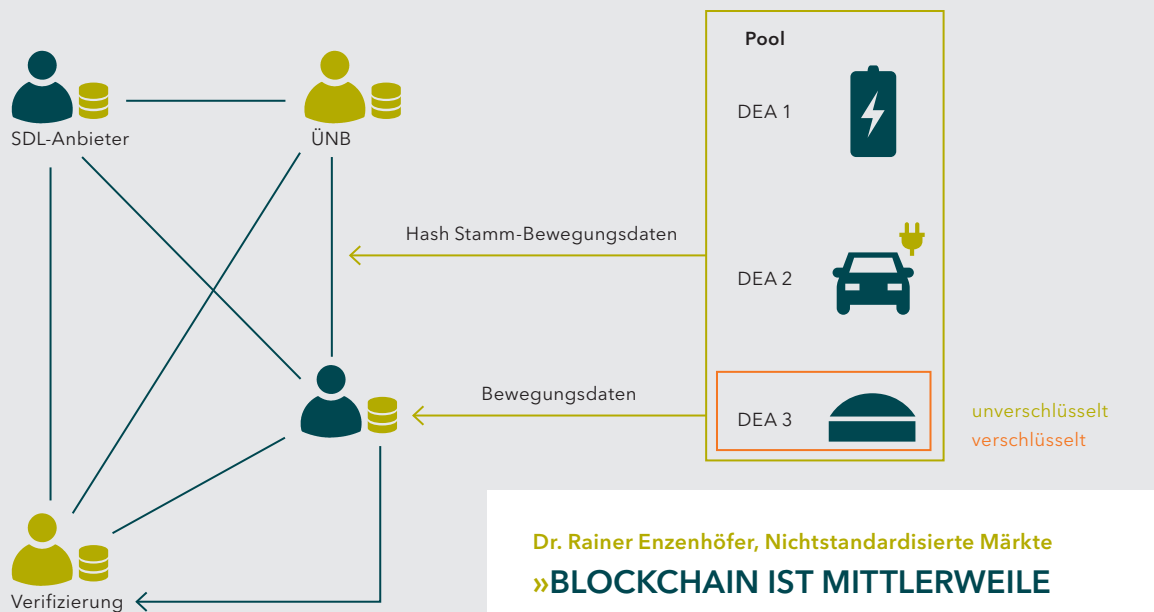 Pool
DEA 1
SDL-Anbieter
ÜNB
Hash Stamm-Bewegungsdaten
DEA 2
Bewegungsdaten
DEA 3
unverschlüsselt
verschlüsselt
Dr. Rainer Enzenhöfer, Nichtstandardisierte Märkte
»BLOCKCHAIN IST MITTLERWEILE
Verifizierung